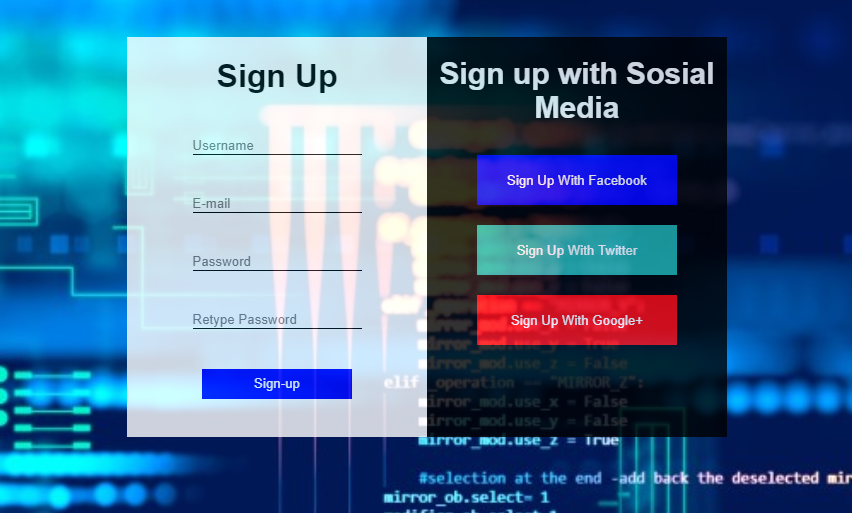 Sign Up
Username
E-mail
Password
Retype Password
Sign-up
Sign up with Sosial
Media
Sign Up With Facebook
Sign Up With Twitter
Sign Up With Google+
mirror_mod.use_y = True
mirror_mod.use_z = False
elif _operation == "MIRROR_Z":
mirror_mod.use_x = False
mirror_mod.use_y = False
mirror_mod.use_z = True
#selection at the end -add back the deselected mir
mirror_ob.select= 1